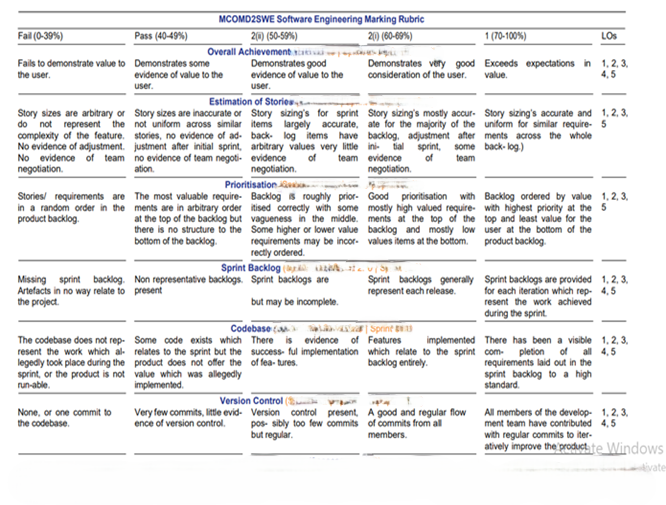 MCOMD2SWE Software Engineering Marking Rubric
Fail (0-39%) Pass (40-49%) 2(ii) (50-59%) 2(i) (60-69%) 1 (70-100%) LOs
Overall Achievement
Fails to demonstrate value to Demonstrates some Demonstrates good Demonstrates very good Exceeds expectations in 1, 2, 3,
the user. evidence of value to the evidence of value to the consideration of the user. value. 4, 5
user. user.
Estimation of Stories
Story sizes are arbitrary or Story sizes are inaccurate or Story sizing's for sprint Story sizing's mostly accur- Story sizing's accurate and 1, 2, 3,
do not represent the not uniform across similar items largely accurate, ate for the majority of the uniform for similar require- 5
complexity of the feature. stories, no evidence of ad- back- log items have backlog, adjustment after ments across the whole
No evidence of adjustment. justment after initial sprint, arbitrary values very little ini- tial sprint, some back- log.)
No evidence of team no evidence of team negoti- evidence of team evidence of team
negotiation. ation. negotiation. negotiation.
Prioritisation
Stories/ requirements are The most valuable require- Backlog is roughly prior- Good prioritisation with Backlog ordered by value 1, 2, 3,
in a random order in the ments are in arbitrary order itised correctly with some mostly high valued require- with highest priority at the 5
product backlog. at the top of the backlog but vagueness in the middle. ments at the top of the top and least value for the
there is no structure to the Some higher or lower value backlog and mostly low user at the bottom of the
bottom of the backlog. requirements may be incor- values items at the bottom. product backlog.
rectly ordered.
Sprint Backlog
Missing sprint backlog. Non representative backlogs. Sprint backlogs are Sprint backlogs generally Sprint backlogs are provided 1, 2, 3,
Artefacts in no way relate to present represent each release. for each iteration which rep- 4, 5
the project. but may be incomplete. resent the work achieved
during the sprint.
Codebase Sprint
The codebase does not rep- Some code exists which There is evidence of Features implemented There has been a visible 1, 2, 3,
resent the work which al- relates to the sprint but the success- ful implementation which relate to the sprint com- pletion of all 4, 5
legedly took place during the product does not offer the of fea- tures. backlog entirely. requirements laid out in the
sprint, or the product is not value which was allegedly sprint backlog to a high
run-able. implemented. standard.
Version Control
None, or one commit to Very few commits, little evid- Version control present, A good and regular flow All members of the develop- 1, 2, 3,
the codebase. ence of version control. pos- sibly too few commits of commits from all ment team have contributed 4, 5
but regular. members. with regular commits to iter-
atively improve the product
Windows